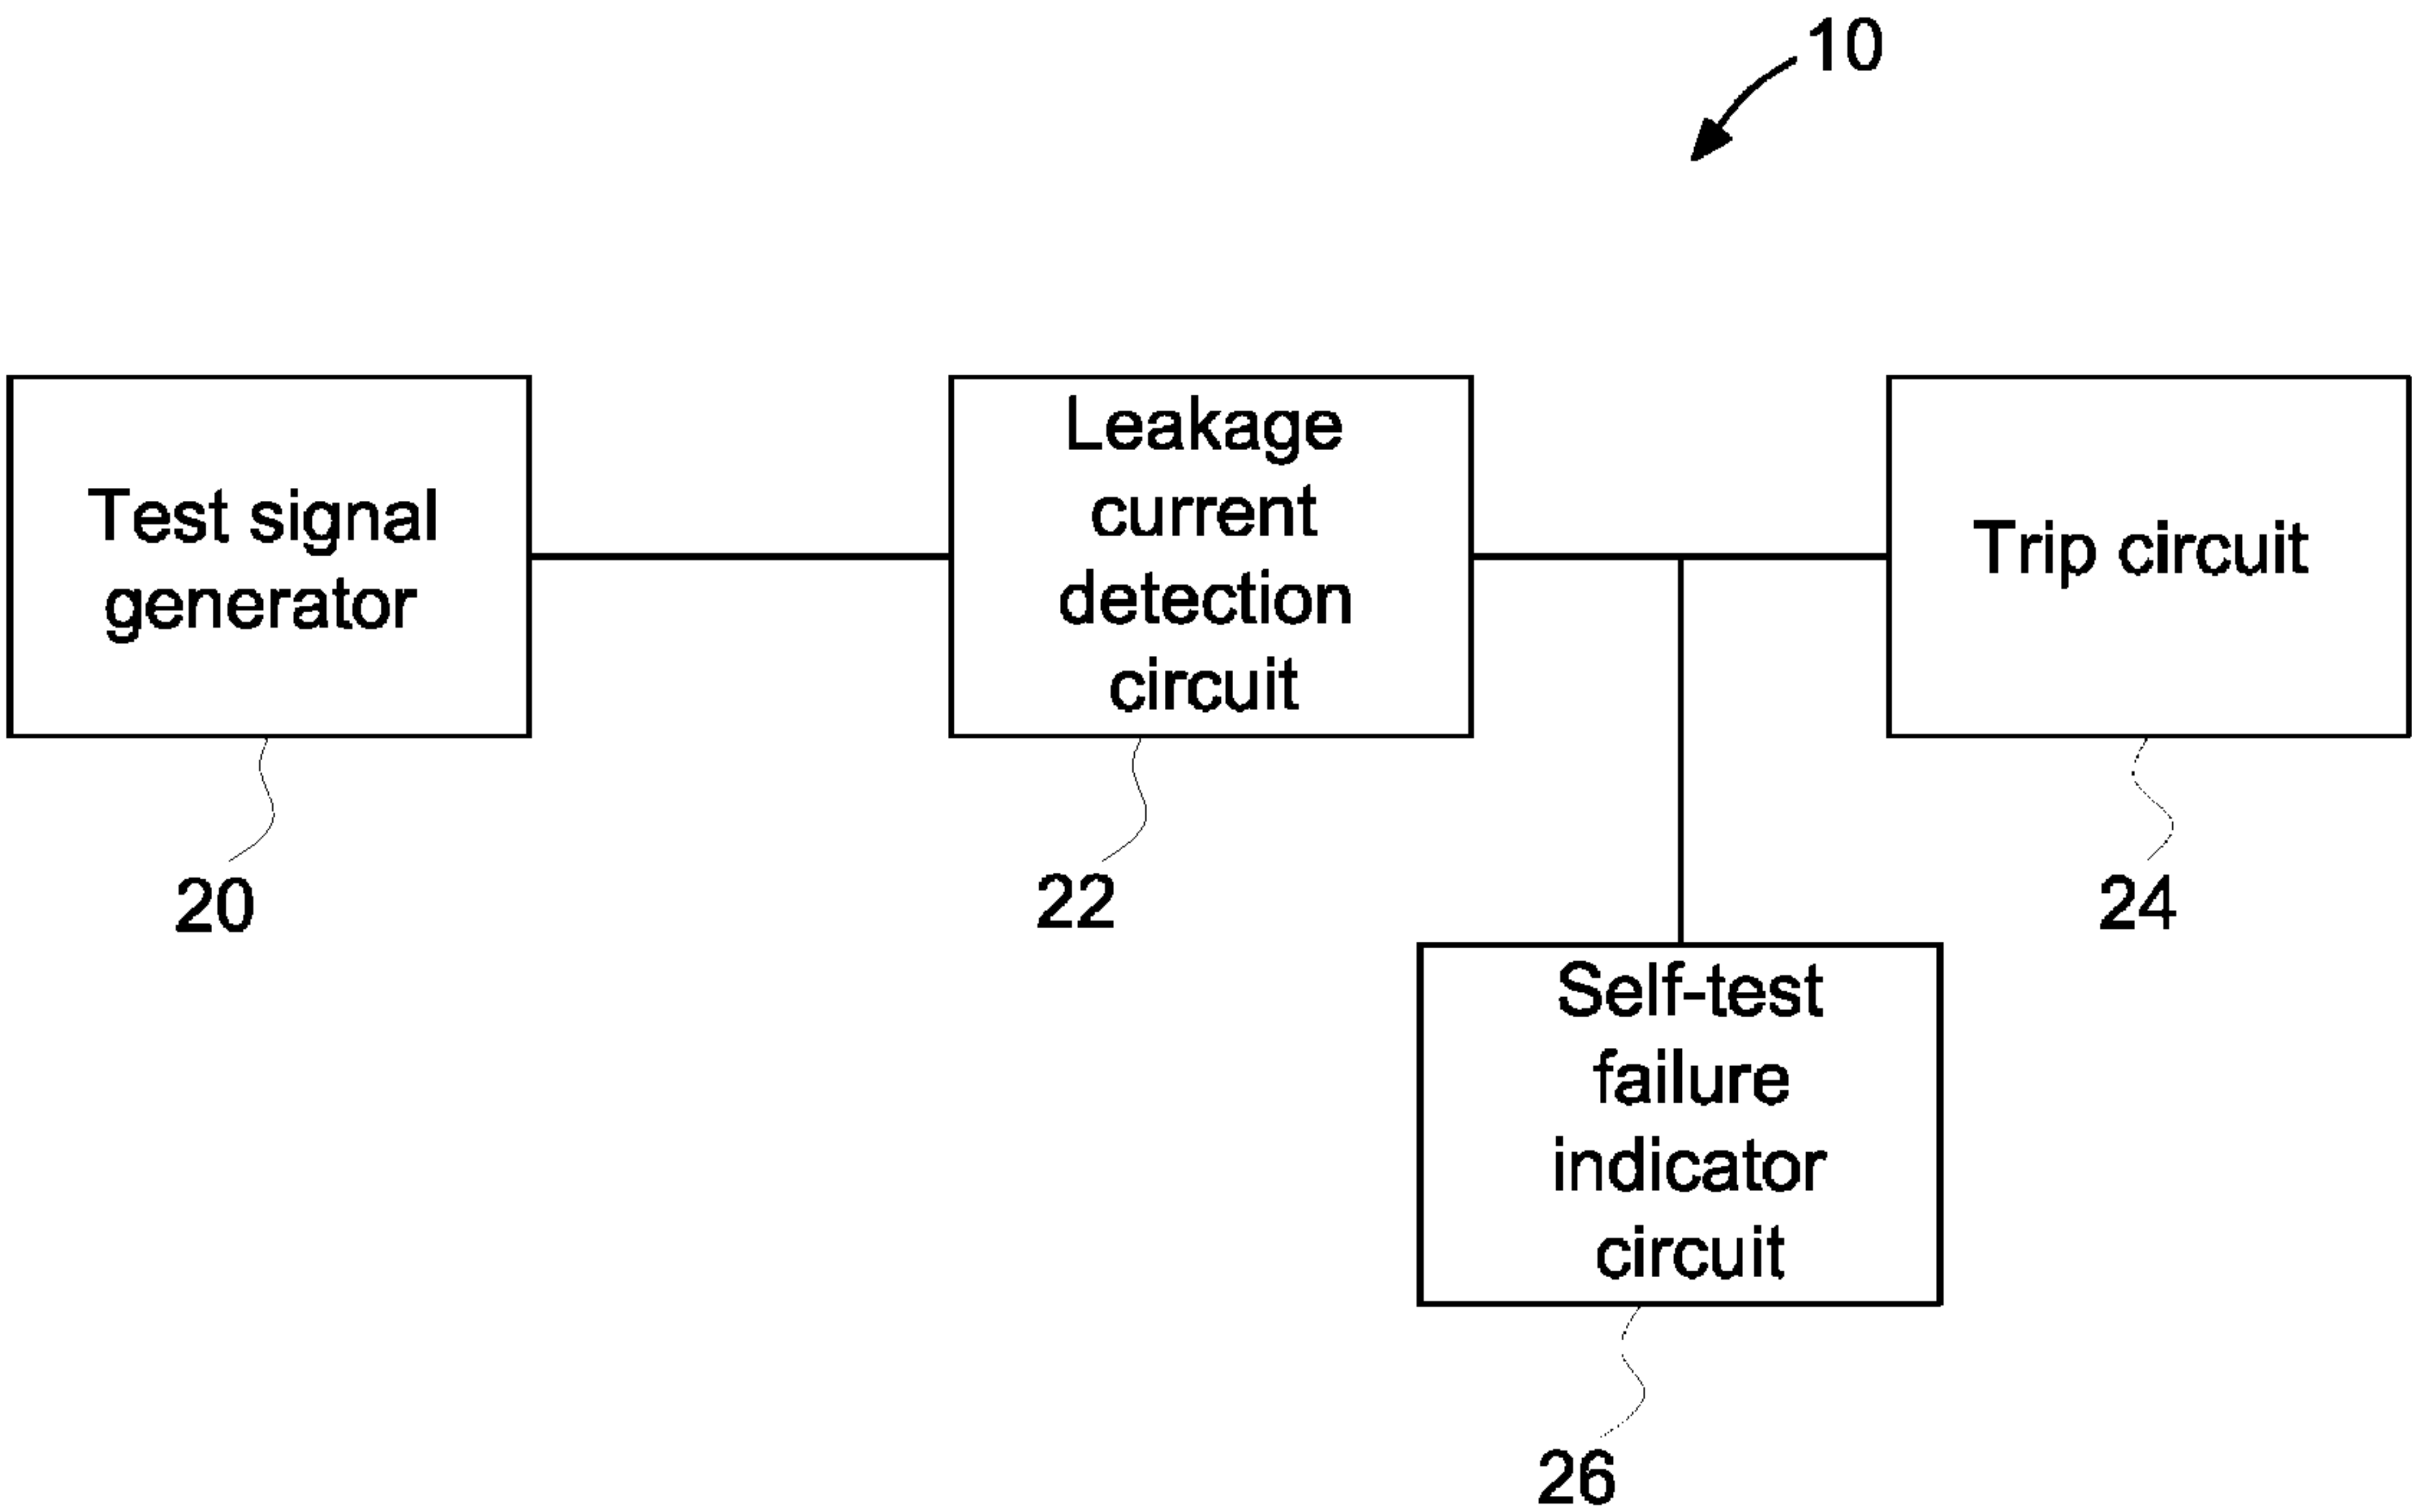 10
Test signal
generator
Leakage
current
detection
circuit
Trip circuit
20
22
24
Self-test
failure
indicator
circuit
26